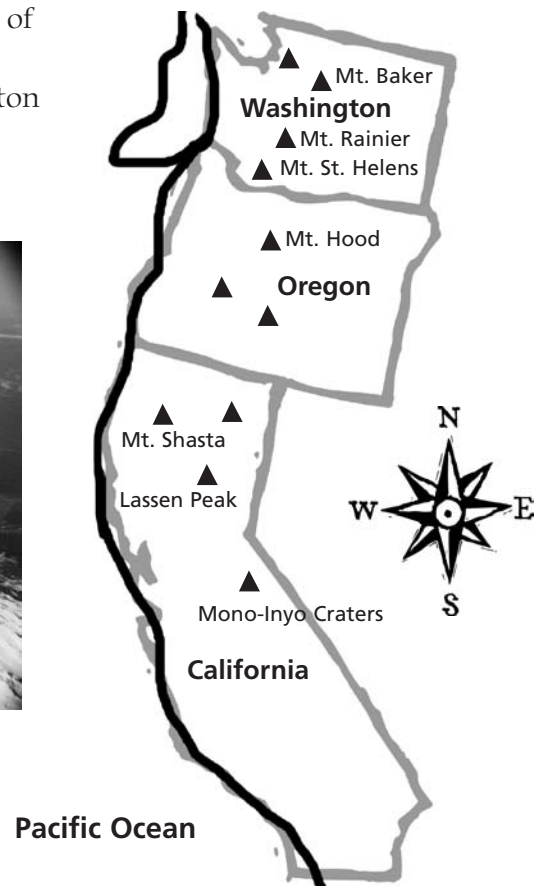 of
ton
Mt. Baker
Washington
Mt. Rainier
Mt. St. Helens
Mt. Hood
Oregon
Mt. Shasta
Lassen Peak
N
W
E
S
Mono-Inyo Craters
California
Pacific Ocean